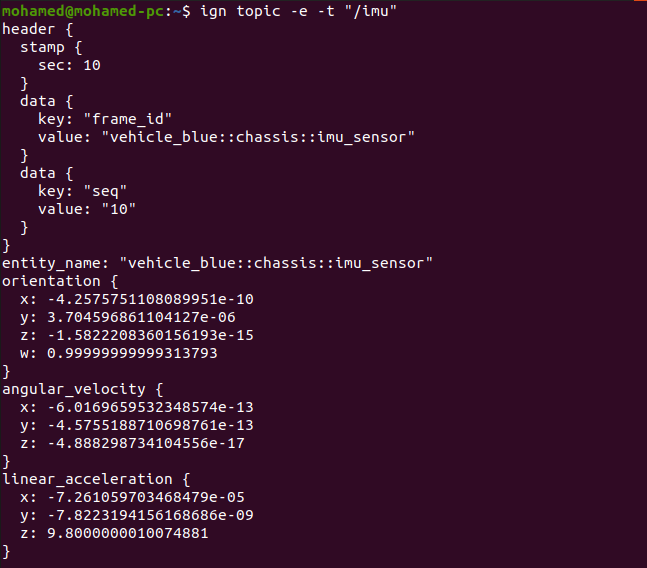 mohamed@mohamed-pc:~$ ign topic -e -t "/imu"
header {
  stamp {
    sec: 10
  }
  data {
    key: "frame_id"
    value: "vehicle_blue::chassis::imu_sensor"
  }
  data {
    key: "seq"
    value: "10"
  }
}
entity_name: "vehicle_blue::chassis::imu_sensor"
orientation {
  x: -4.2575751108089951e-10
  y: 3.704596861104127e-06
  z: -1.5822208360156193e-15
  w: 0.99999999999313793
}
angular_velocity {
  x: -6.0169659532348574e-13
  y: -4.5755188710698761e-13
  z: -4.888298734104556e-17
}
linear_acceleration {
  x: -7.261059703468479e-05
  y: -7.8223194156168686e-09
  z: 9.8000000010074881
}